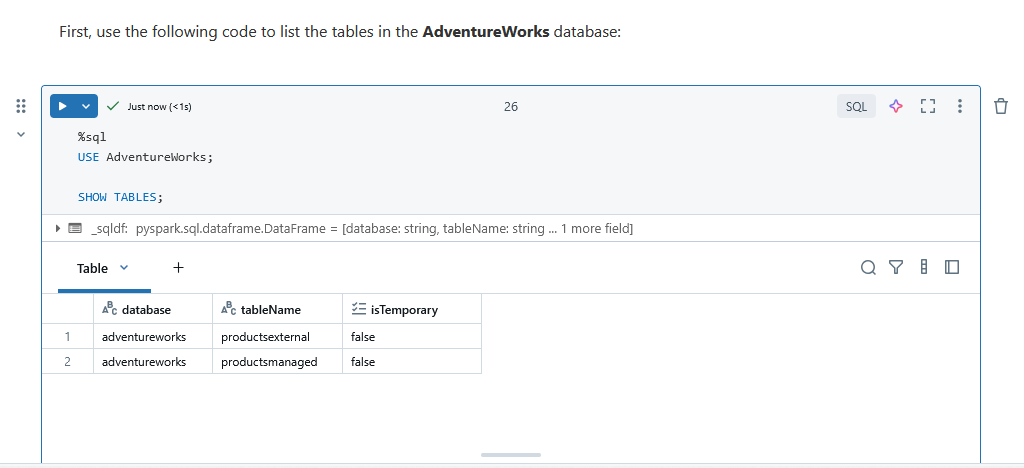 First, use the following code to list the tables in the AdventureWorks database:
Just now (<1s)
26
SQL
%sql
USE AdventureWorks;
SHOW TABLES;
_sqldf: pyspark.sql.dataframe.DataFrame = [database: string, tableName: string ... 1 more field]
Table +
ABC database ABC tableName isTemporary
1 adventureworks productsexternal false
2 adventureworks productsmanaged false